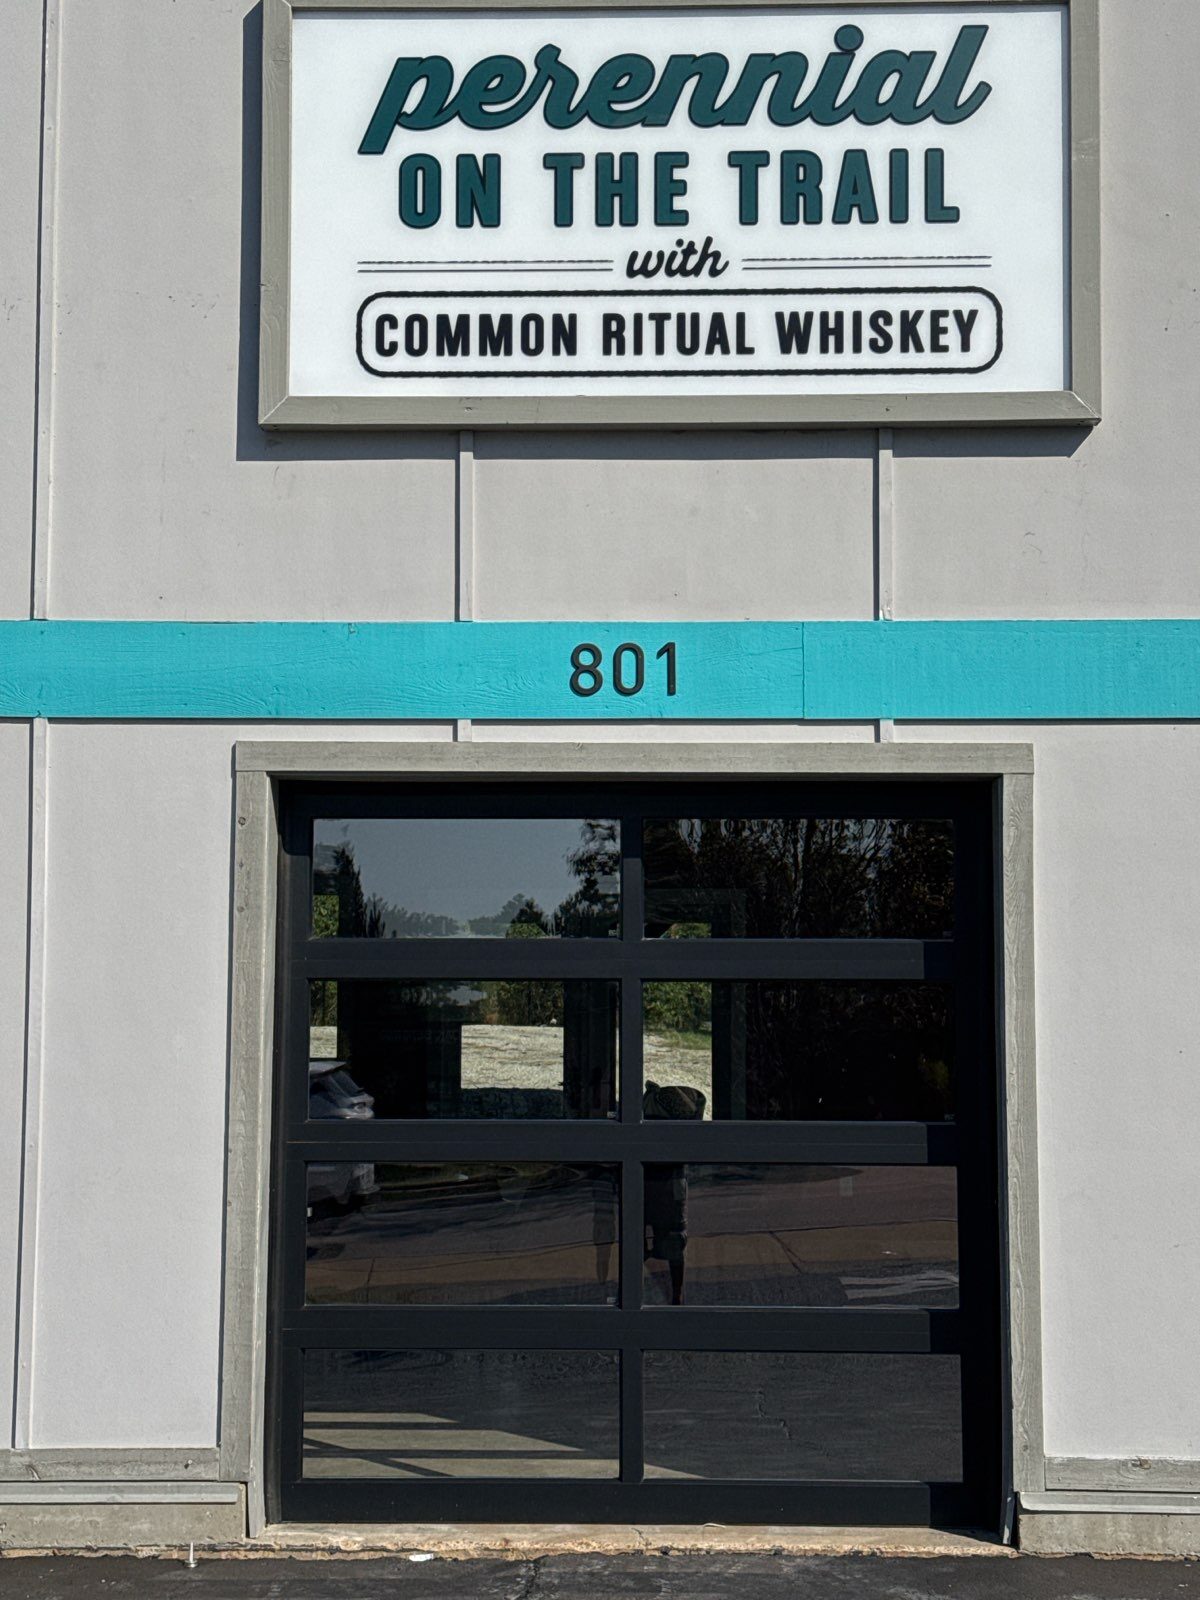 perennial
ON THE TRAIL
with
COMMON RITUAL WHISKEY
801